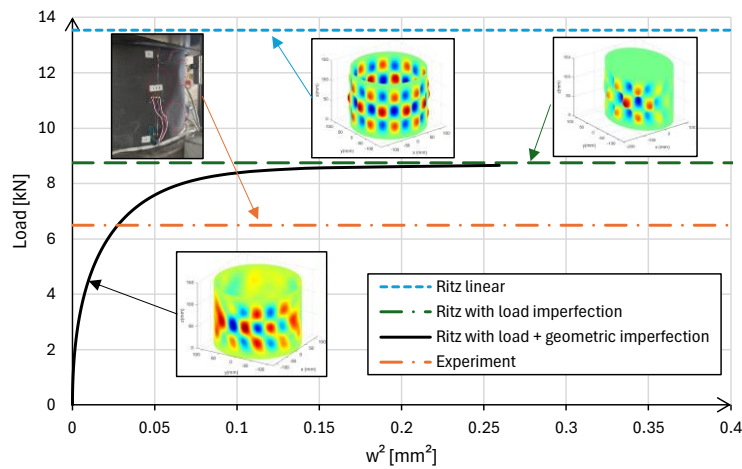 14
12
10
8
6
4
2
0
Load [kN]
0
0.05
0.1
0.15
0.2
0.25
0.3
0.35
0.4
w² [mm²]
Ritz linear
Ritz with load imperfection
Ritz with load + geometric imperfection
Experiment